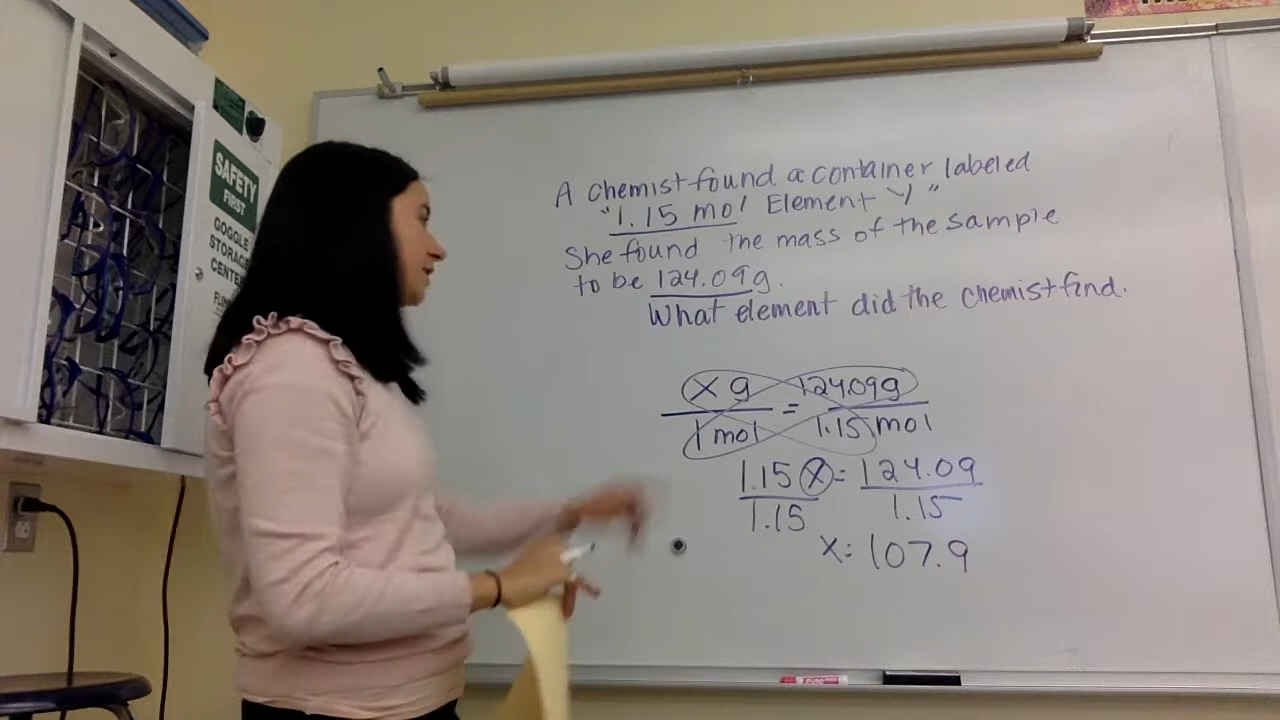 SAFETY
FIRST
GOGGLE
STORAGE
CENTER
A chemist found a container labeled
"1.15 mol Element Y"
She found the mass of the sample
to be 124.09g.
What element did the chemist find.
x g = 124.09g
1 mol 1.15 mol
1.15 x = 124.09
1.15 1.15
x = 107.9